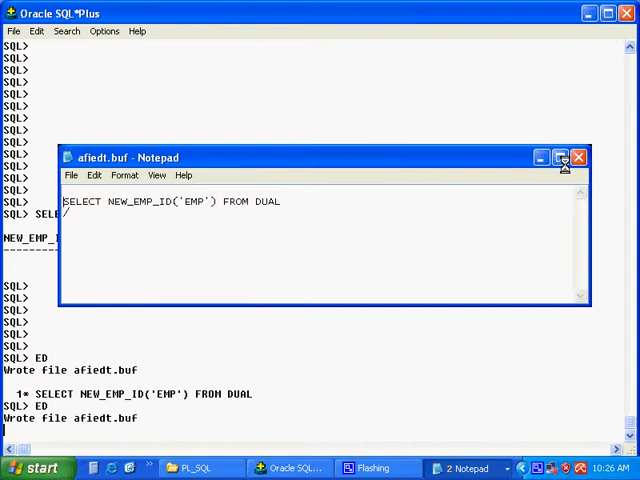 Oracle SQL*Plus
File Edit Search Options Help
SQL>
SQL>
SQL>
SQL>
SQL>
SQL>
SQL>
SQL>
SQL>
SQL>
SQL>
SQL>
SQL>
SQL>
SQL> SELE
NEW_EMP_I
---------
SQL>
SQL>
SQL>
SQL>
SQL>
SQL>
SQL> ED
Wrote file afiedt.buf
1* SELECT NEW_EMP_ID('EMP') FROM DUAL
SQL> ED
Wrote file afiedt.buf
afiedt.buf - Notepad
File Edit Format View Help
SELECT NEW_EMP_ID('EMP') FROM DUAL
/
start
PL_SQL
Oracle SQL...
Flashing
2 Notepad
10:26 AM